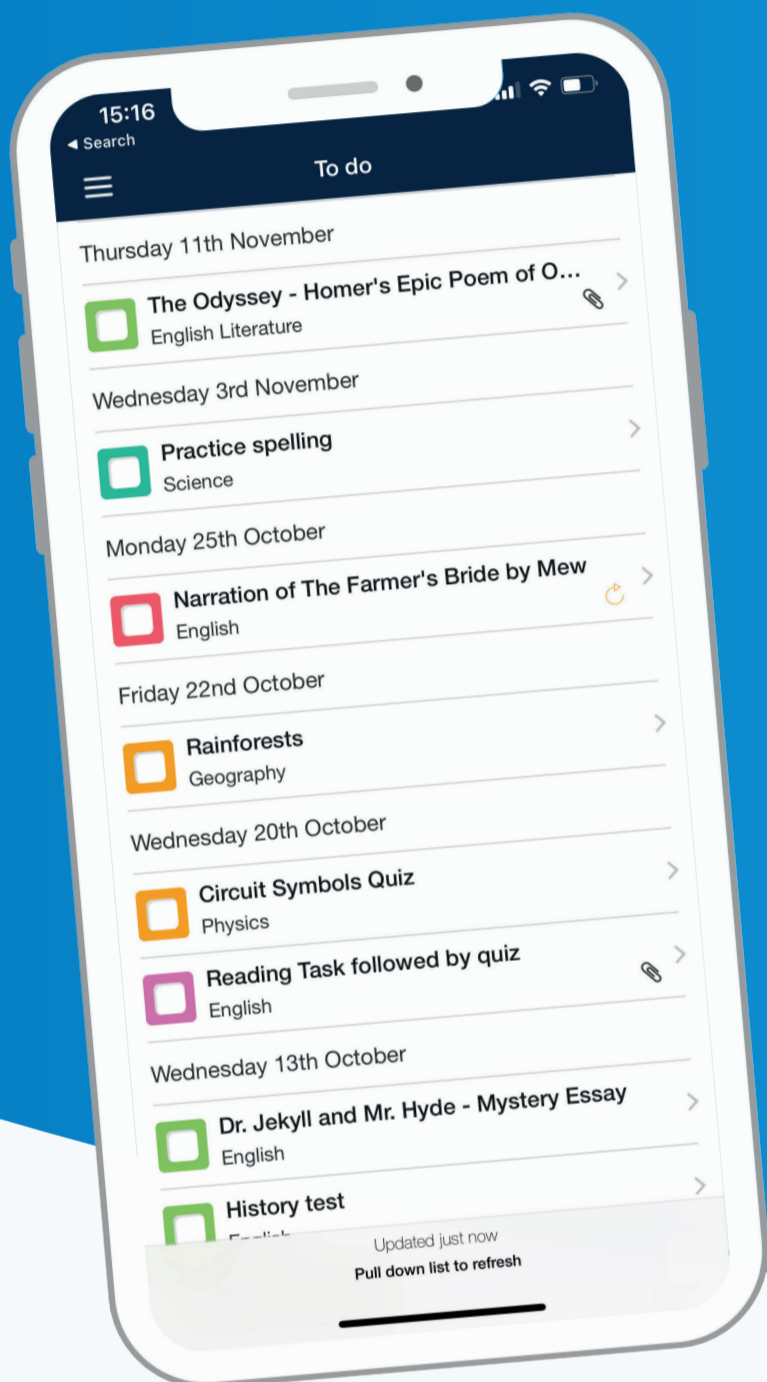 15:16
Search
To do
Thursday 11th November
The Odyssey - Homer's Epic Poem of O...
English Literature
Wednesday 3rd November
Practice spelling
Science
Monday 25th October
Narration of The Farmer's Bride by Mew
English
Friday 22nd October
Rainforests
Geography
Wednesday 20th October
Circuit Symbols Quiz
Physics
Reading Task followed by quiz
English
Wednesday 13th October
Dr. Jekyll and Mr. Hyde - Mystery Essay
English
History test
English
Updated just now
Pull down list to refresh